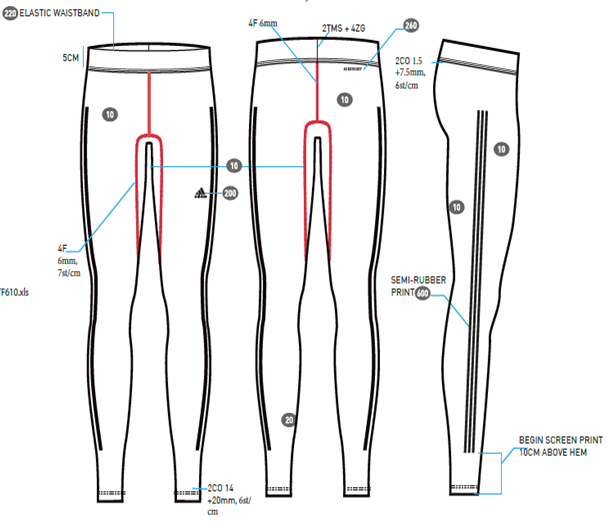 220 ELASTIC WAISTBAND
4F 6mm
2TMS + 4ZG
260
5CM
2CO 1.5
+7.5mm,
6st/cm
10
10
10
10
10
200
4F
6mm,
7st/cm
TF610.xls
SEMI-RUBBER
PRINT 600
20
BEGIN SCREEN PRINT
10CM ABOVE HEM
2CO 14
+20mm, 6st/
cm